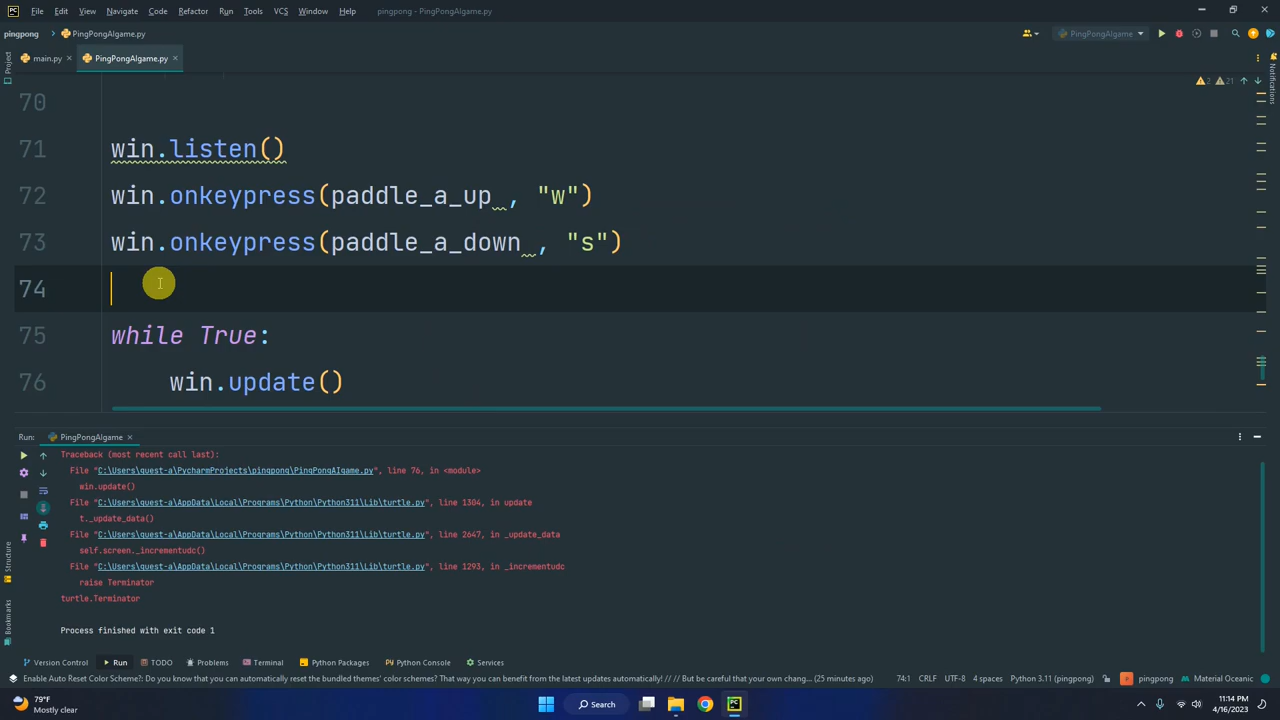 File Edit View Navigate Code Refactor Run Tools VCS Window Help pingpong - PingPongAIgame.py
pingpong PingPongAIgame.py PingPongAIgame
main.py PingPongAIgame.py
Project
Notifications
2 21
70
71 win.listen()
72 win.onkeypress(paddle_a_up , "w")
73 win.onkeypress(paddle_a_down , "s")
74
75 while True:
76 win.update()
Run: PingPongAIgame
Traceback (most recent call last):
File "C:\Users\quest-a\PycharmProjects\pingpong\PingPongAIgame.py", line 76, in <module>
win.update()
File "C:\Users\quest-a\AppData\Local\Programs\Python\Python311\Lib\turtle.py", line 1304, in update
t._update_data()
File "C:\Users\quest-a\AppData\Local\Programs\Python\Python311\Lib\turtle.py", line 2647, in _update_data
self.screen._incrementudc()
File "C:\Users\quest-a\AppData\Local\Programs\Python\Python311\Lib\turtle.py", line 1293, in _incrementudc
raise Terminator
turtle.Terminator
Process finished with exit code 1
Structure
Bookmarks
Version Control Run TODO Problems Terminal Python Packages Python Console Services
Enable Auto Reset Color Scheme?: Do you know that you can automatically reset the bundled themes' color schemes? That way you can benefit from the latest updates automatically! // // But be careful that your own chang... (25 minutes ago) 74:1 CRLF UTF-8 4 spaces Python 3.11 (pingpong) pingpong Material Oceanic
79°F
Mostly clear
Search
11:14 PM
4/16/2023